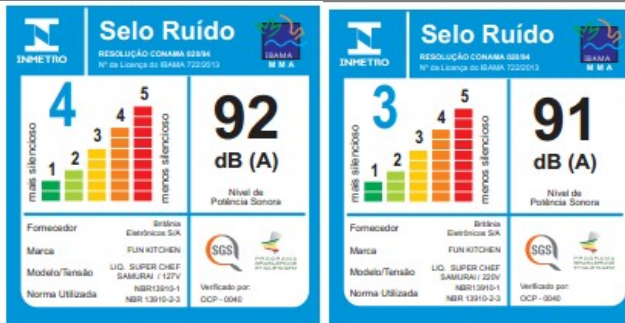 INMETRO
Selo Ruído
RESOLUÇÃO CONAMA 020/94
Nº da Licença do IBAMA 722/2013
IBAMA
MMA
4
mais silencioso
1 2 3 4 5
menos silencioso
92
dB (A)
Nível de
Potência Sonora
Fornecedor
Britânia
Eletrônicos S/A
Marca
FUN KITCHEN
Modelo/Tensão
LIQ. SUPER CHEF
SAMURAI / 127V
Norma Utilizada
NBR13910-1
NBR 13910-2-3
SGS
Verificado por:
OCP - 0040
INMETRO
Selo Ruído
RESOLUÇÃO CONAMA 020/94
Nº da Licença do IBAMA 722/2013
IBAMA
MMA
3
mais silencioso
1 2 3 4 5
menos silencioso
91
dB (A)
Nível de
Potência Sonora
Fornecedor
Britânia
Eletrônicos S/A
Marca
FUN KITCHEN
Modelo/Tensão
LIQ. SUPER CHEF
SAMURAI / 220V
Norma Utilizada
NBR13910-1
NBR 13910-2-3
SGS
Verificado por:
OCP - 0040